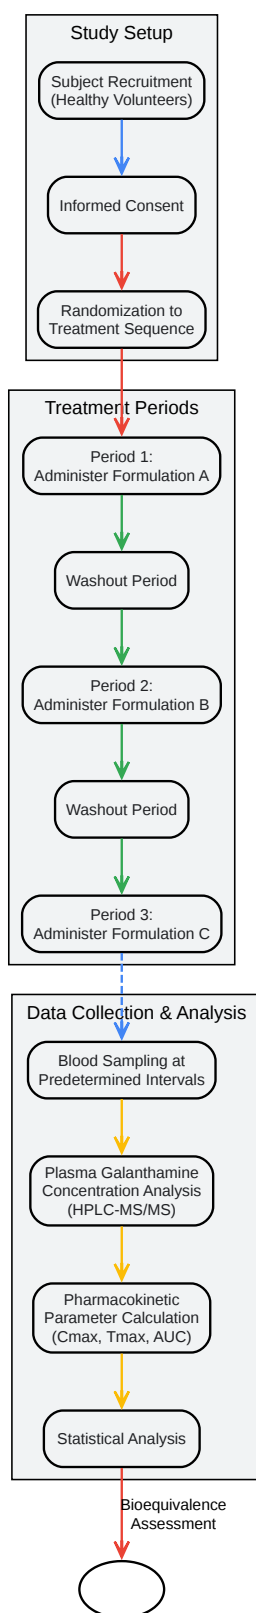 Study Setup
Subject Recruitment
(Healthy Volunteers)
Informed Consent
Randomization to
Treatment Sequence
Treatment Periods
Period 1:
Administer Formulation A
Washout Period
Period 2:
Administer Formulation B
Washout Period
Period 3:
Administer Formulation C
Data Collection & Analysis
Blood Sampling at
Predetermined Intervals
Plasma Galanthamine
Concentration Analysis
(HPLC-MS/MS)
Pharmacokinetic
Parameter Calculation
(Cmax, Tmax, AUC)
Statistical Analysis
Bioequivalence
Assessment